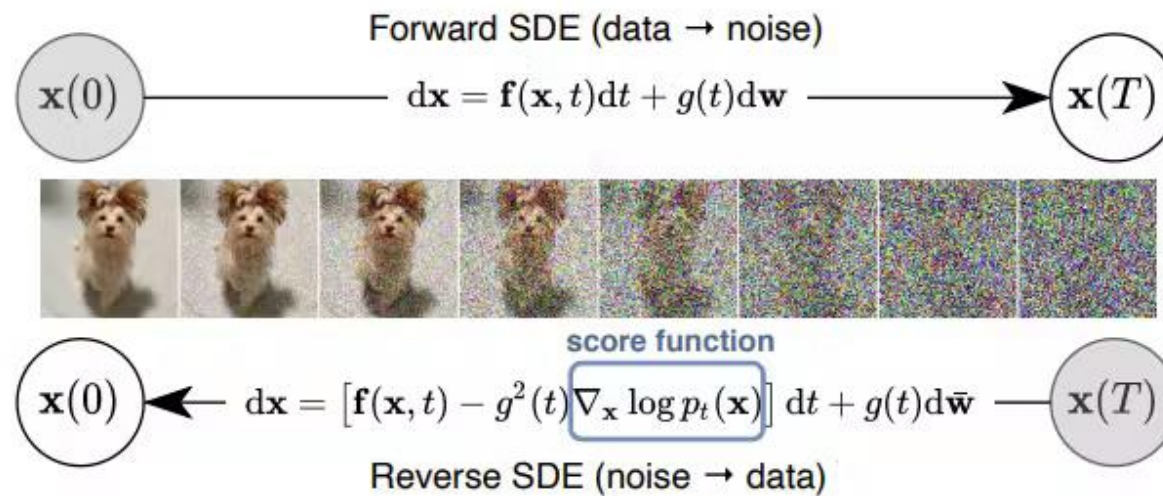 Forward SDE (data → noise)
x(0) dx = f(x, t)dt + g(t)dw x(T)
score function
x(0) dx = [f(x, t) − g²(t)∇ₓ log pₜ(x)] dt + g(t)dw̄ x(T)
Reverse SDE (noise → data)